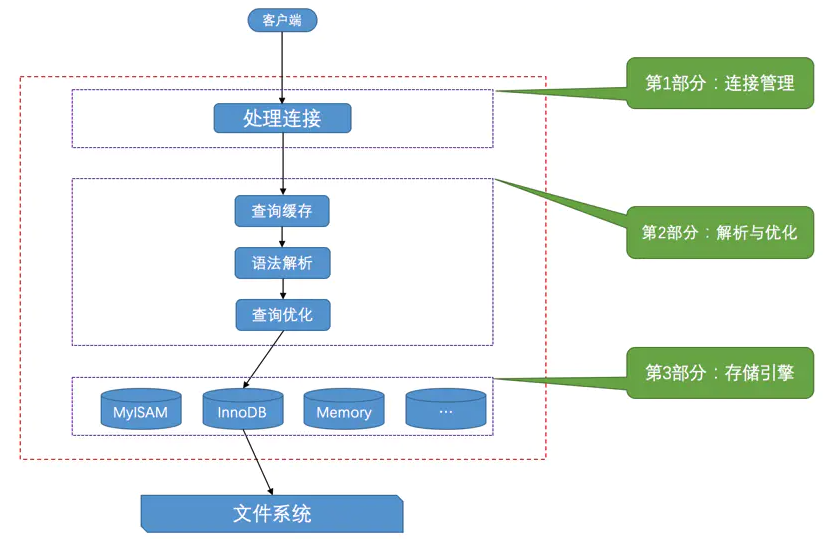 客户端
第1部分：连接管理
处理连接
查询缓存
第2部分：解析与优化
语法解析
查询优化
第3部分：存储引擎
MyISAM
InnoDB
Memory
…
文件系统